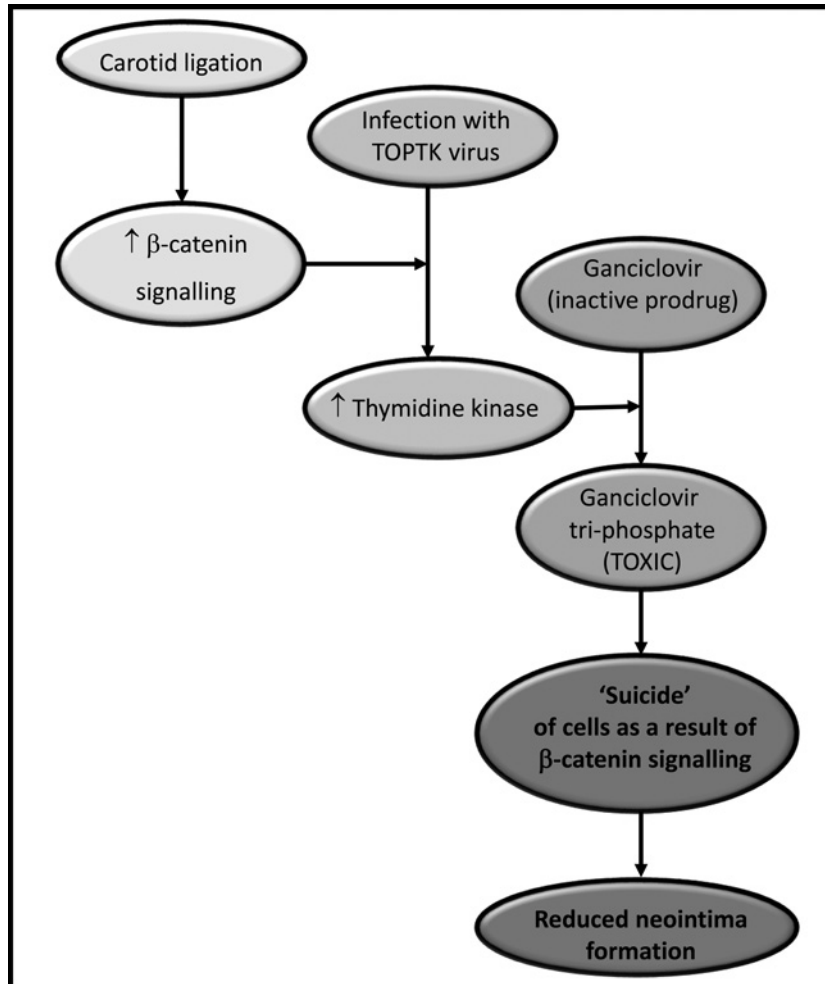 Carotid ligation
Infection with
TOPTK virus
↑ β-catenin
signalling
Ganciclovir
(inactive prodrug)
↑ Thymidine kinase
Ganciclovir
tri-phosphate
(TOXIC)
‘Suicide’
of cells as a result of
β-catenin signalling
Reduced neointima
formation